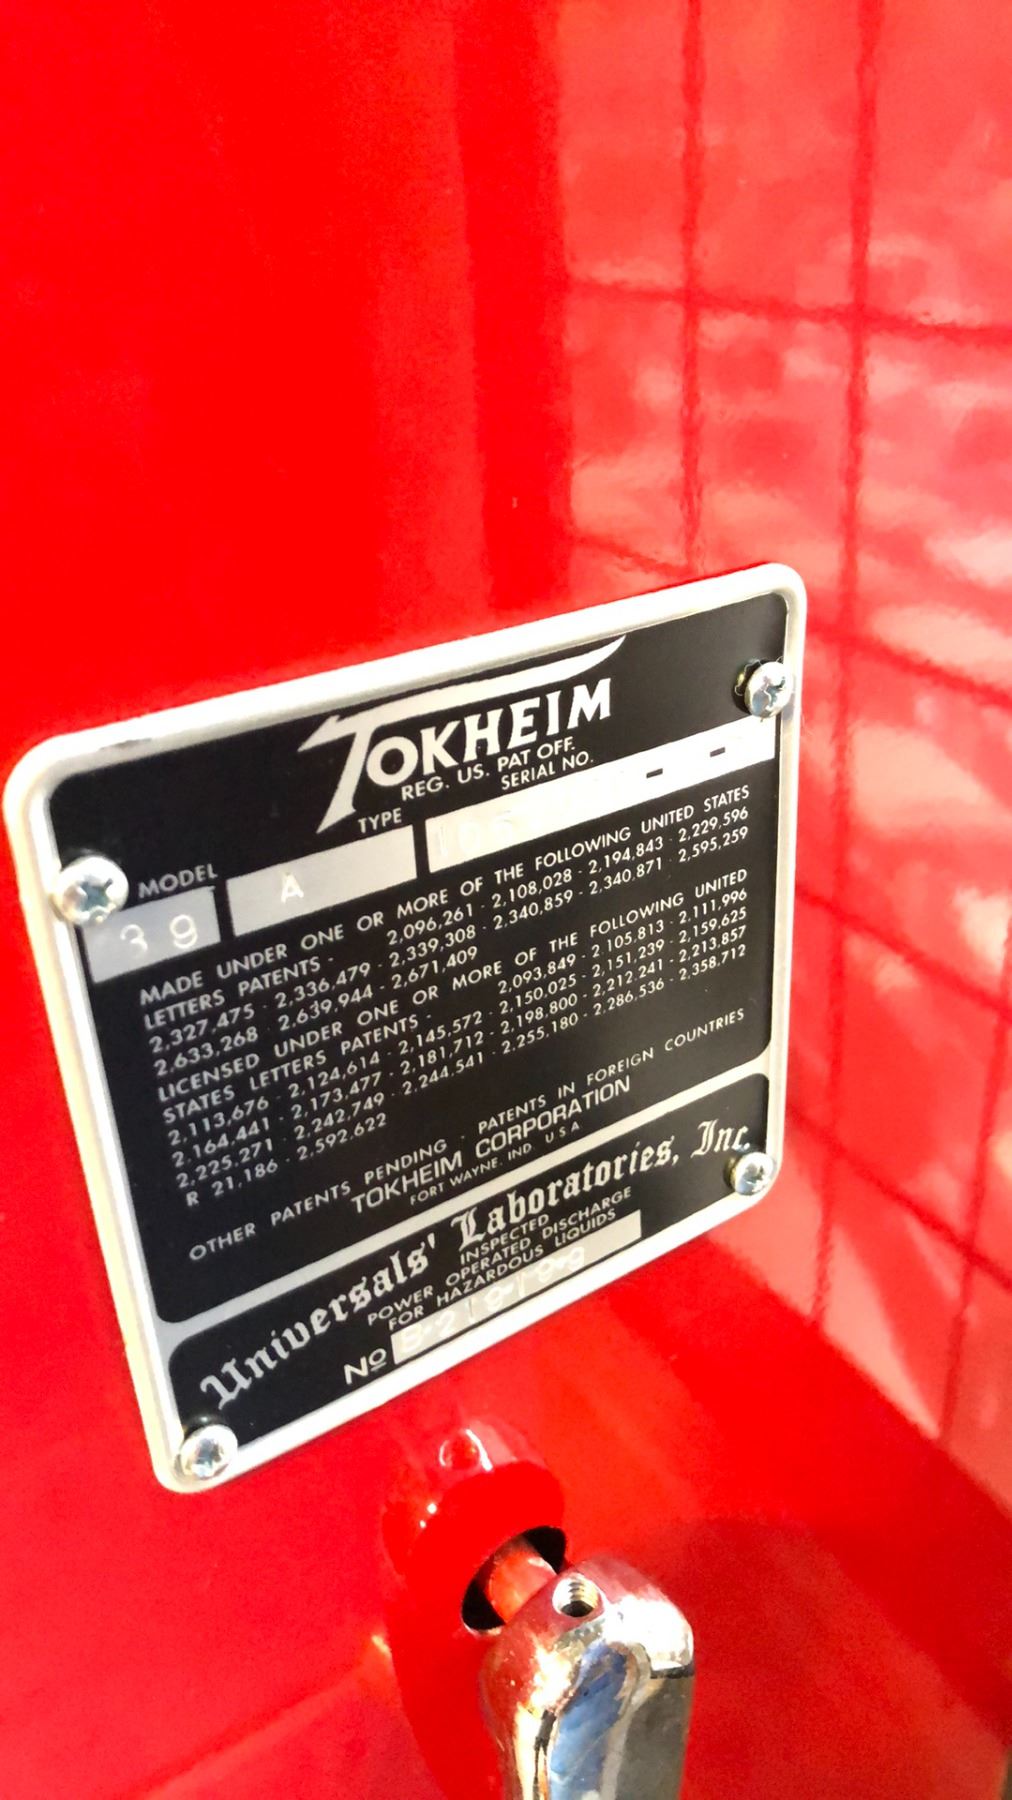 TOKHEIM
REG. US. PAT OFF.
MODEL TYPE SERIAL NO.
39 A
MADE UNDER ONE OR MORE OF THE FOLLOWING UNITED STATES
LETTERS PATENTS - 2,096,261 - 2,108,028 - 2,194,843 - 2,229,596
2,327,475 - 2,336,479 - 2,339,308 - 2,340,859 - 2,340,871 - 2,595,259
2,633,268 - 2,639,944 - 2,671,409
LICENSED UNDER ONE OR MORE OF THE FOLLOWING UNITED
STATES LETTERS PATENTS - 2,093,849 - 2,105,813 - 2,111,996
2,113,676 - 2,124,614 - 2,145,572 - 2,150,025 - 2,151,239 - 2,159,625
2,164,441 - 2,173,477 - 2,181,712 - 2,198,800 - 2,212,241 - 2,213,857
2,225,271 - 2,242,749 - 2,244,541 - 2,255,180 - 2,286,536 - 2,358,712
R 21,186 - 2,592,622
OTHER PATENTS PENDING - PATENTS IN FOREIGN COUNTRIES
TOKHEIM CORPORATION
FORT WAYNE, IND. USA
Universals' Laboratories, Inc.
INSPECTED
POWER OPERATED DISCHARGE
FOR HAZARDOUS LIQUIDS
No